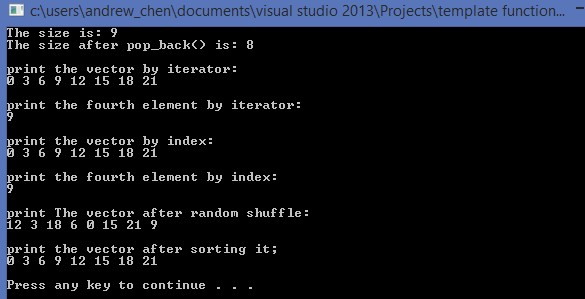 c:\users\andrew_chen\documents\visual studio 2013\Projects\template function...
The size is: 9
The size after pop_back() is: 8
print the vector by iterator:
0 3 6 9 12 15 18 21
print the fourth element by iterator:
9
print the vector by index:
0 3 6 9 12 15 18 21
print the fourth element by index:
9
print The vector after random shuffle:
12 3 18 6 0 15 21 9
print the vector after sorting it;
0 3 6 9 12 15 18 21
Press any key to continue . . .